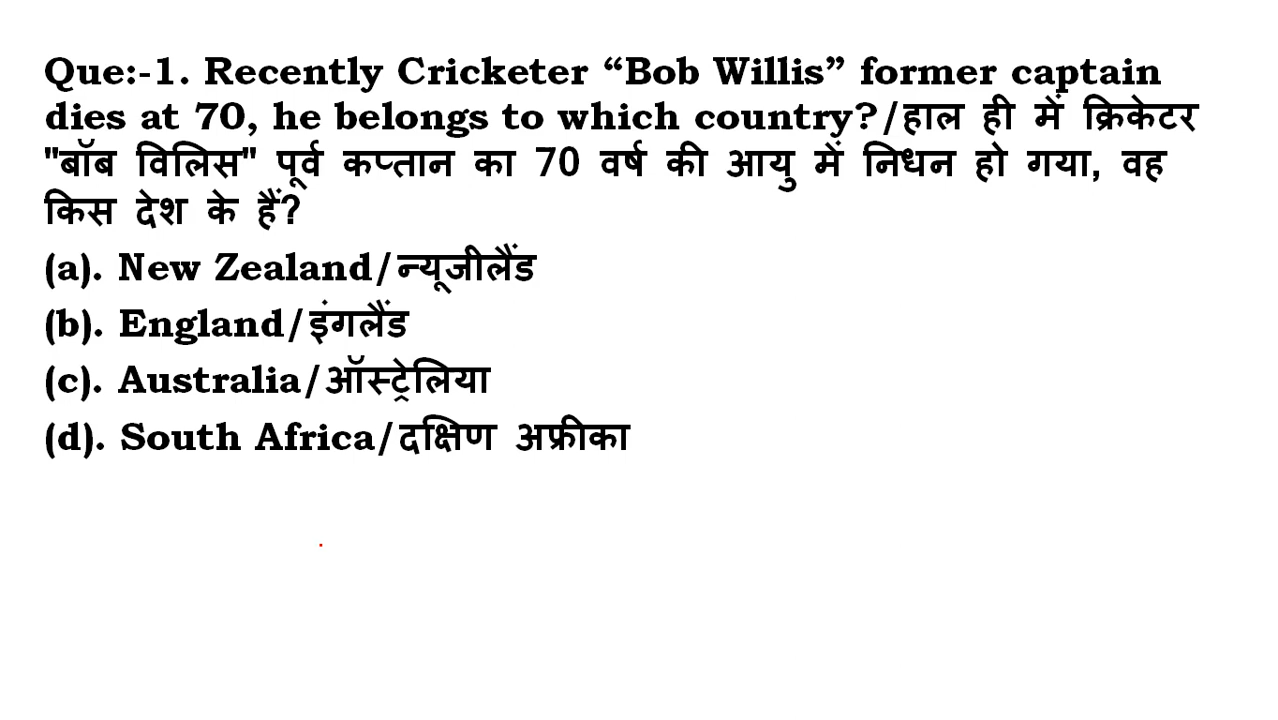 Que:-1. Recently Cricketer “Bob Willis” former captain
dies at 70, he belongs to which country?/हाल ही में क्रिकेटर
"बॉब विलिस" पूर्व कप्तान का 70 वर्ष की आयु में निधन हो गया, वह
किस देश के हैं?
(a). New Zealand/न्यूजीलैंड
(b). England/इंगलैंड
(c). Australia/ऑस्ट्रेलिया
(d). South Africa/दक्षिण अफ्रीका